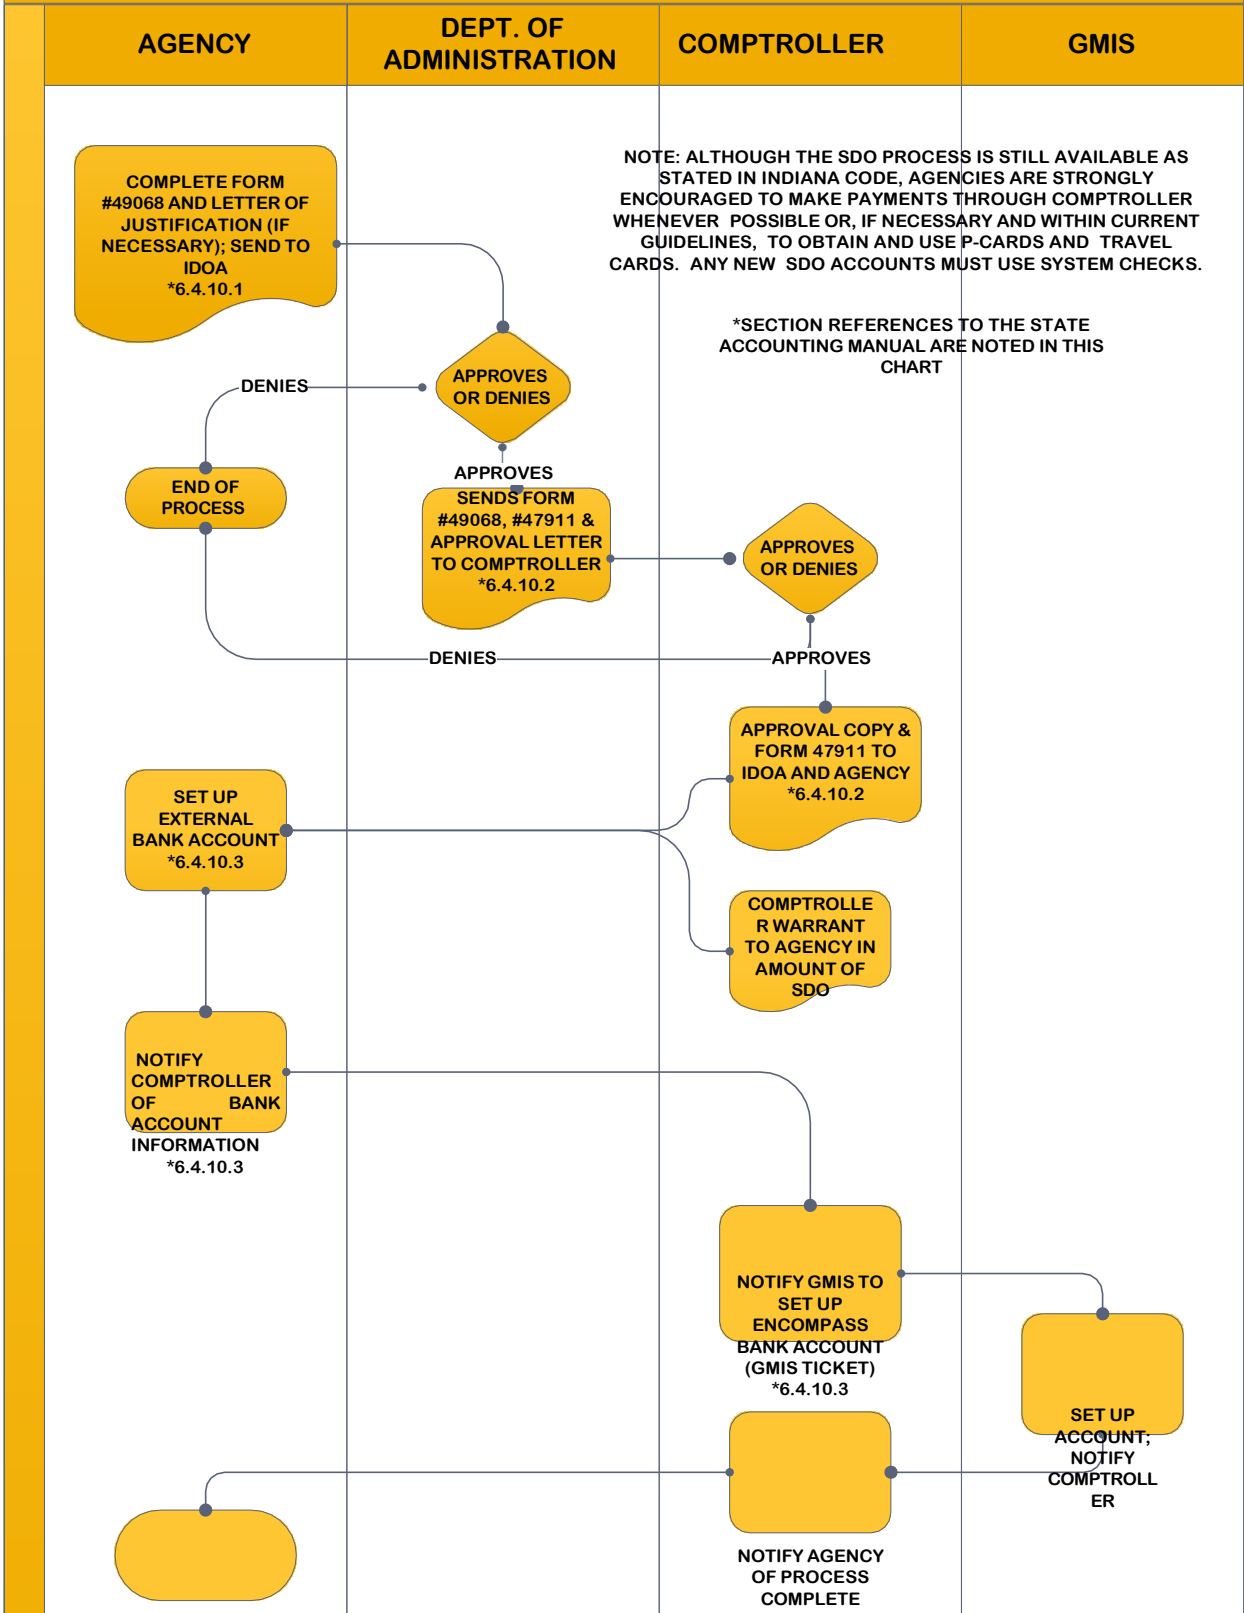 AGENCY
DEPT. OF
ADMINISTRATION
COMPTROLLER
GMIS
COMPLETE FORM
#49068 AND LETTER OF
JUSTIFICATION (IF
NECESSARY); SEND TO
IDOA
*6.4.10.1
NOTE: ALTHOUGH THE SDO PROCESS IS STILL AVAILABLE AS
STATED IN INDIANA CODE, AGENCIES ARE STRONGLY
ENCOURAGED TO MAKE PAYMENTS THROUGH COMPTROLLER
WHENEVER POSSIBLE OR, IF NECESSARY AND WITHIN CURRENT
GUIDELINES, TO OBTAIN AND USE P-CARDS AND TRAVEL
CARDS. ANY NEW SDO ACCOUNTS MUST USE SYSTEM CHECKS.
*SECTION REFERENCES TO THE STATE
ACCOUNTING MANUAL ARE NOTED IN THIS
CHART
APPROVES
OR DENIES
DENIES
APPROVES
END OF
PROCESS
SENDS FORM
#49068, #47911 &
APPROVAL LETTER
TO COMPTROLLER
*6.4.10.2
APPROVES
OR DENIES
DENIES
APPROVES
APPROVAL COPY &
FORM 47911 TO
IDOA AND AGENCY
*6.4.10.2
SET UP
EXTERNAL
BANK ACCOUNT
*6.4.10.3
COMPTROLLE
R WARRANT
TO AGENCY IN
AMOUNT OF
SDO
NOTIFY
COMPTROLLER
OF BANK
ACCOUNT
INFORMATION
*6.4.10.3
NOTIFY GMIS TO
SET UP
ENCOMPASS
BANK ACCOUNT
(GMIS TICKET)
*6.4.10.3
SET UP
ACCOUNT;
NOTIFY
COMPTROLL
ER
NOTIFY AGENCY
OF PROCESS
COMPLETE